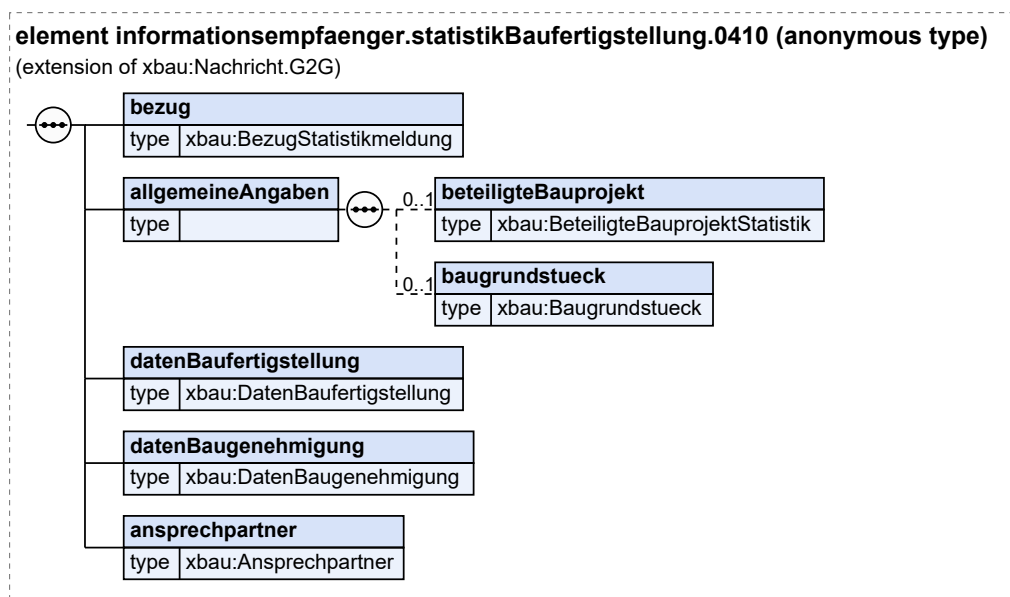 element informationsempfaenger.statistikBaufertigstellung.0410 (anonymous type)
(extension of xbau:Nachricht.G2G)
bezug
type xbau:BezugStatistikmeldung
allgemeineAngaben
type
0..1 beteiligteBauprojekt
type xbau:BeteiligteBauprojektStatistik
0..1 baugrundstueck
type xbau:Baugrundstueck
datenBaufertigstellung
type xbau:DatenBaufertigstellung
datenBaugenehmigung
type xbau:DatenBaugenehmigung
ansprechpartner
type xbau:Ansprechpartner